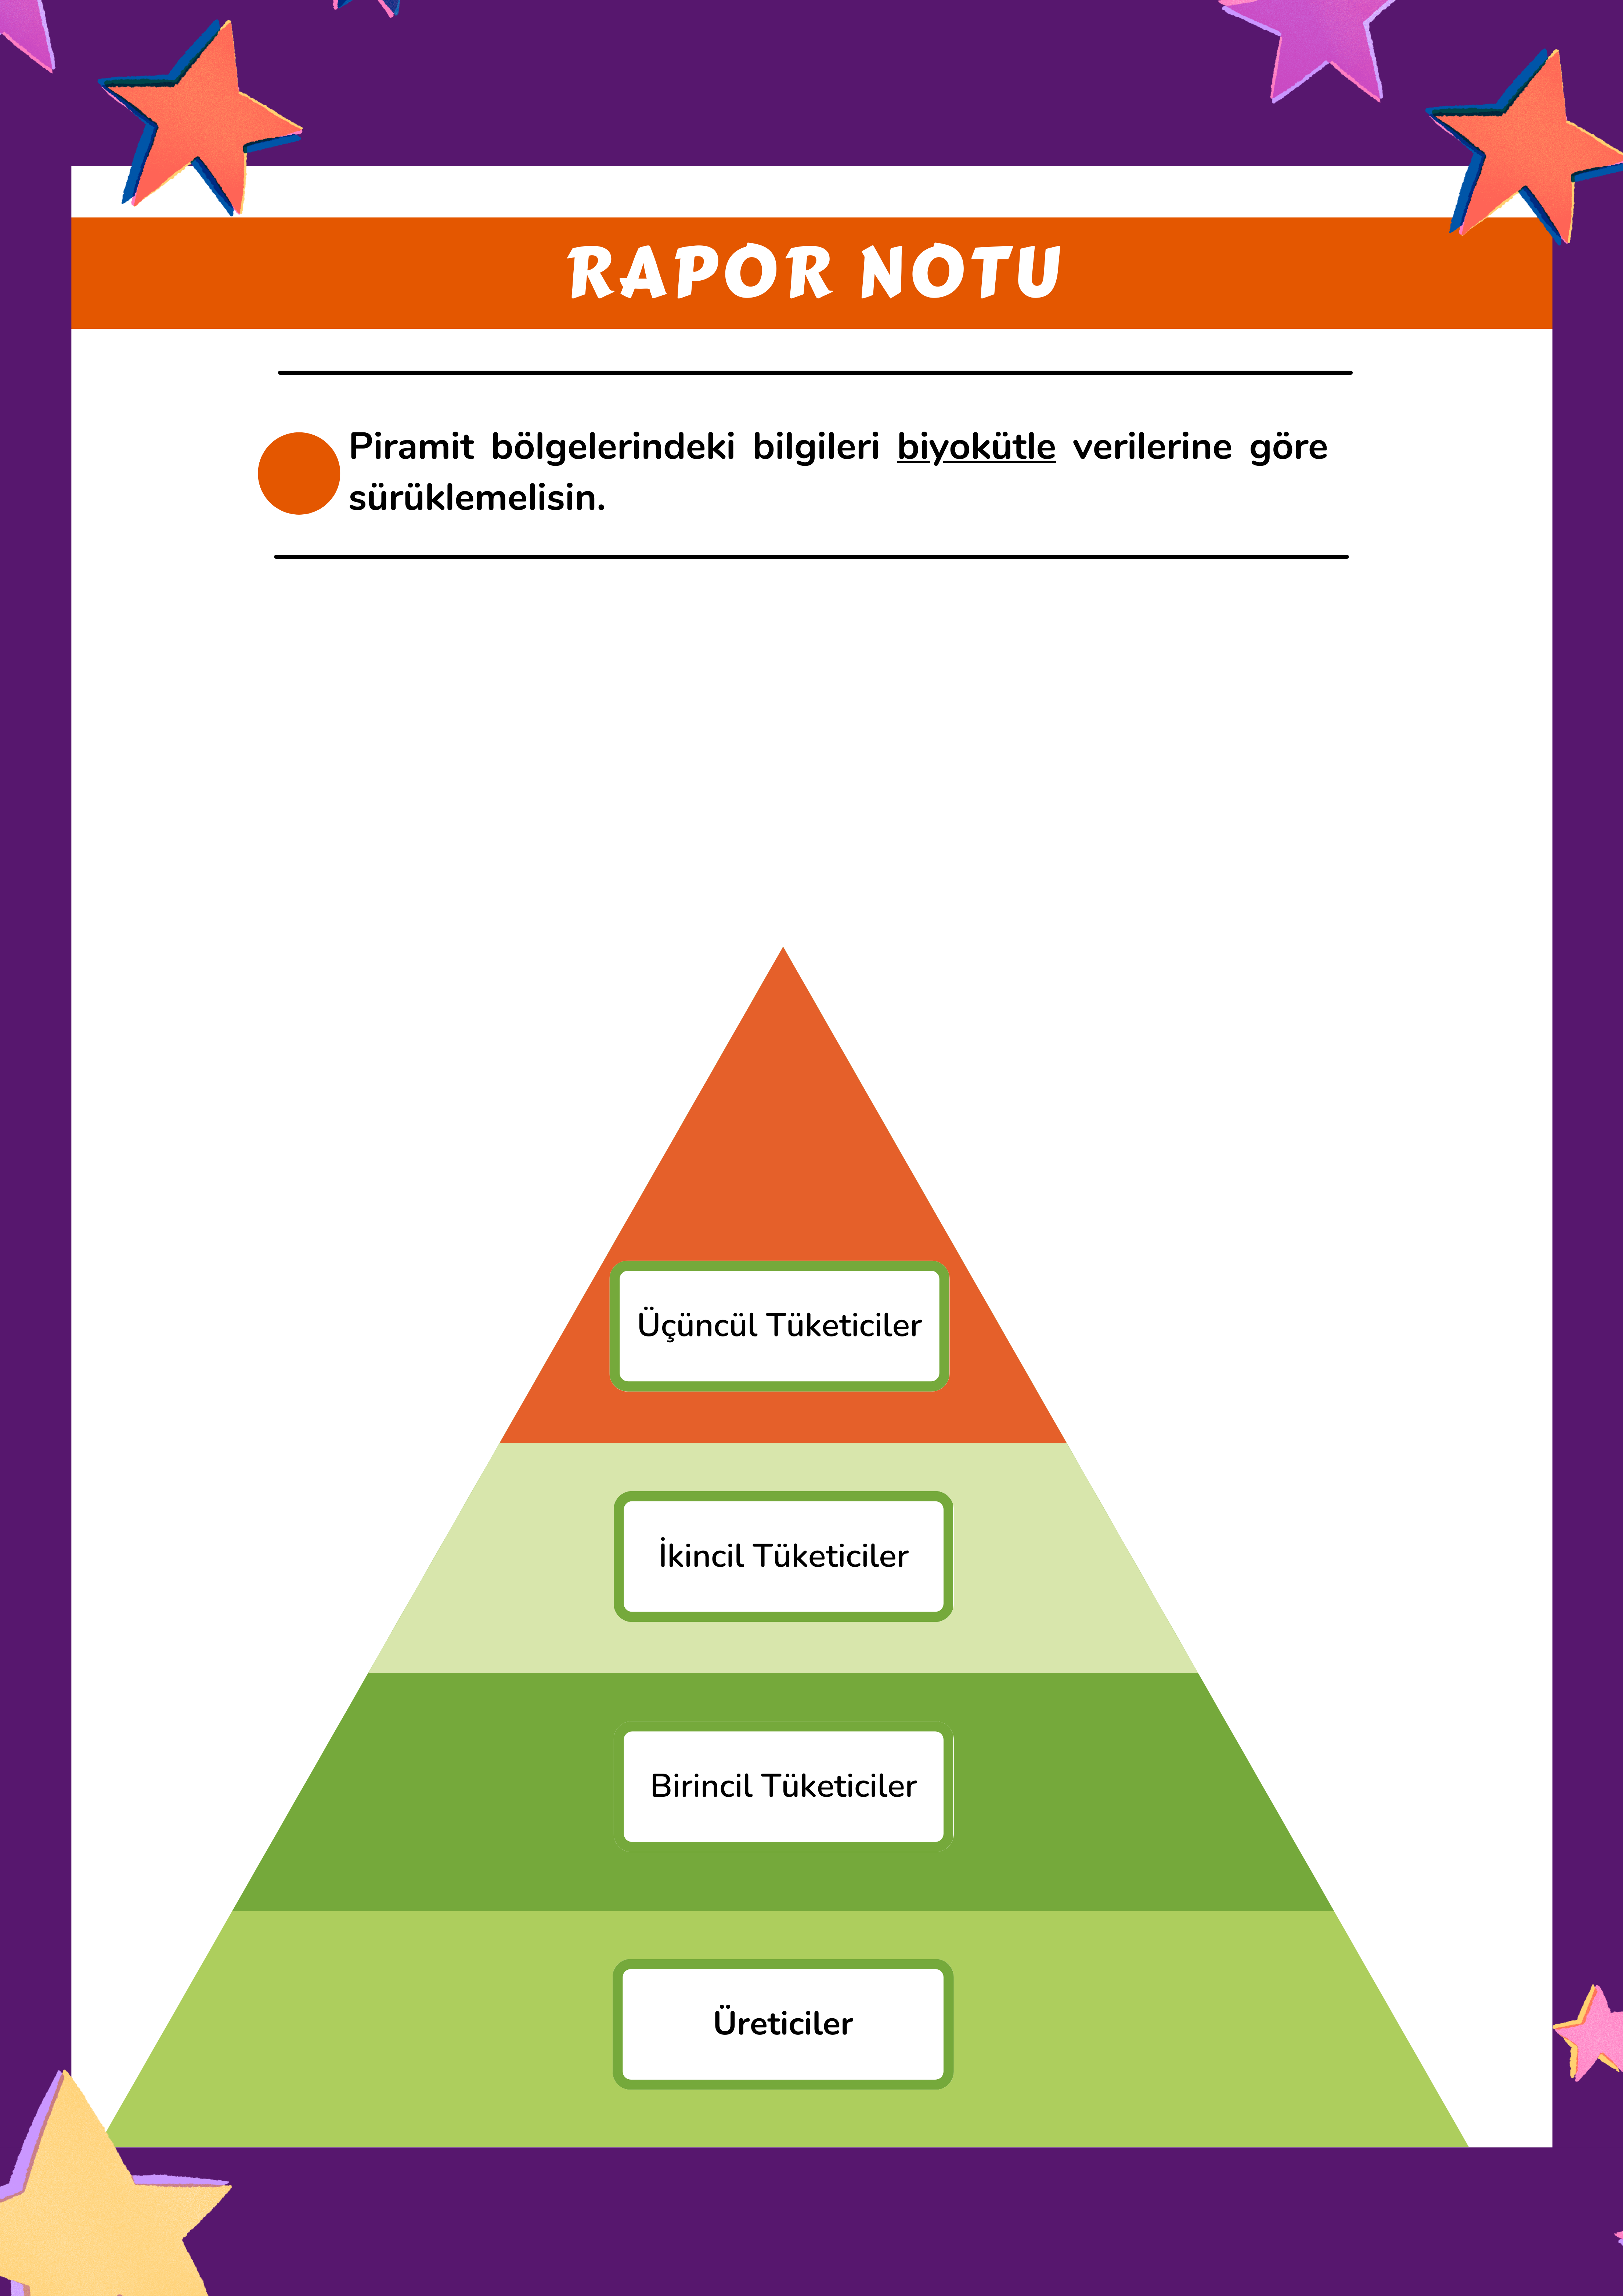 RAPOR NOTU
Piramit bölgelerindeki bilgileri biyokütle verilerine göre
sürüklemelisin.
Üçüncül Tüketiciler
İkincil Tüketiciler
Birincil Tüketiciler
Üreticiler